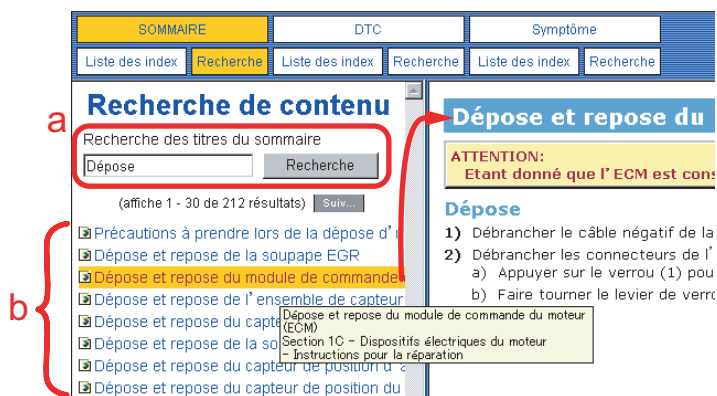 SOMMAIRE DTC Symptôme
Liste des index Recherche Liste des index Recherche Liste des index Recherche
Recherche de contenu
a
Recherche des titres du sommaire
Dépose Recherche
(affiche 1 - 30 de 212 résultats) Suiv...
b
Précautions à prendre lors de la dépose d'u
Dépose et repose de la soupape EGR
Dépose et repose du module de commande
Dépose et repose de l'ensemble de capteur
Dépose et repose du capte
Dépose et repose de la so
Dépose et repose du capteur de position d'a
Dépose et repose du capteur de position du
Dépose et repose du module de commande du moteur
(ECM)
Section 1C - Dispositifs électriques du moteur
- Instructions pour la réparation
Dépose et repose du
ATTENTION:
Etant donné que l'ECM est cons
Dépose
1) Débrancher le câble négatif de la
2) Débrancher les connecteurs de l'
a) Appuyer sur le verrou (1) pou
b) Faire tourner le levier de verro